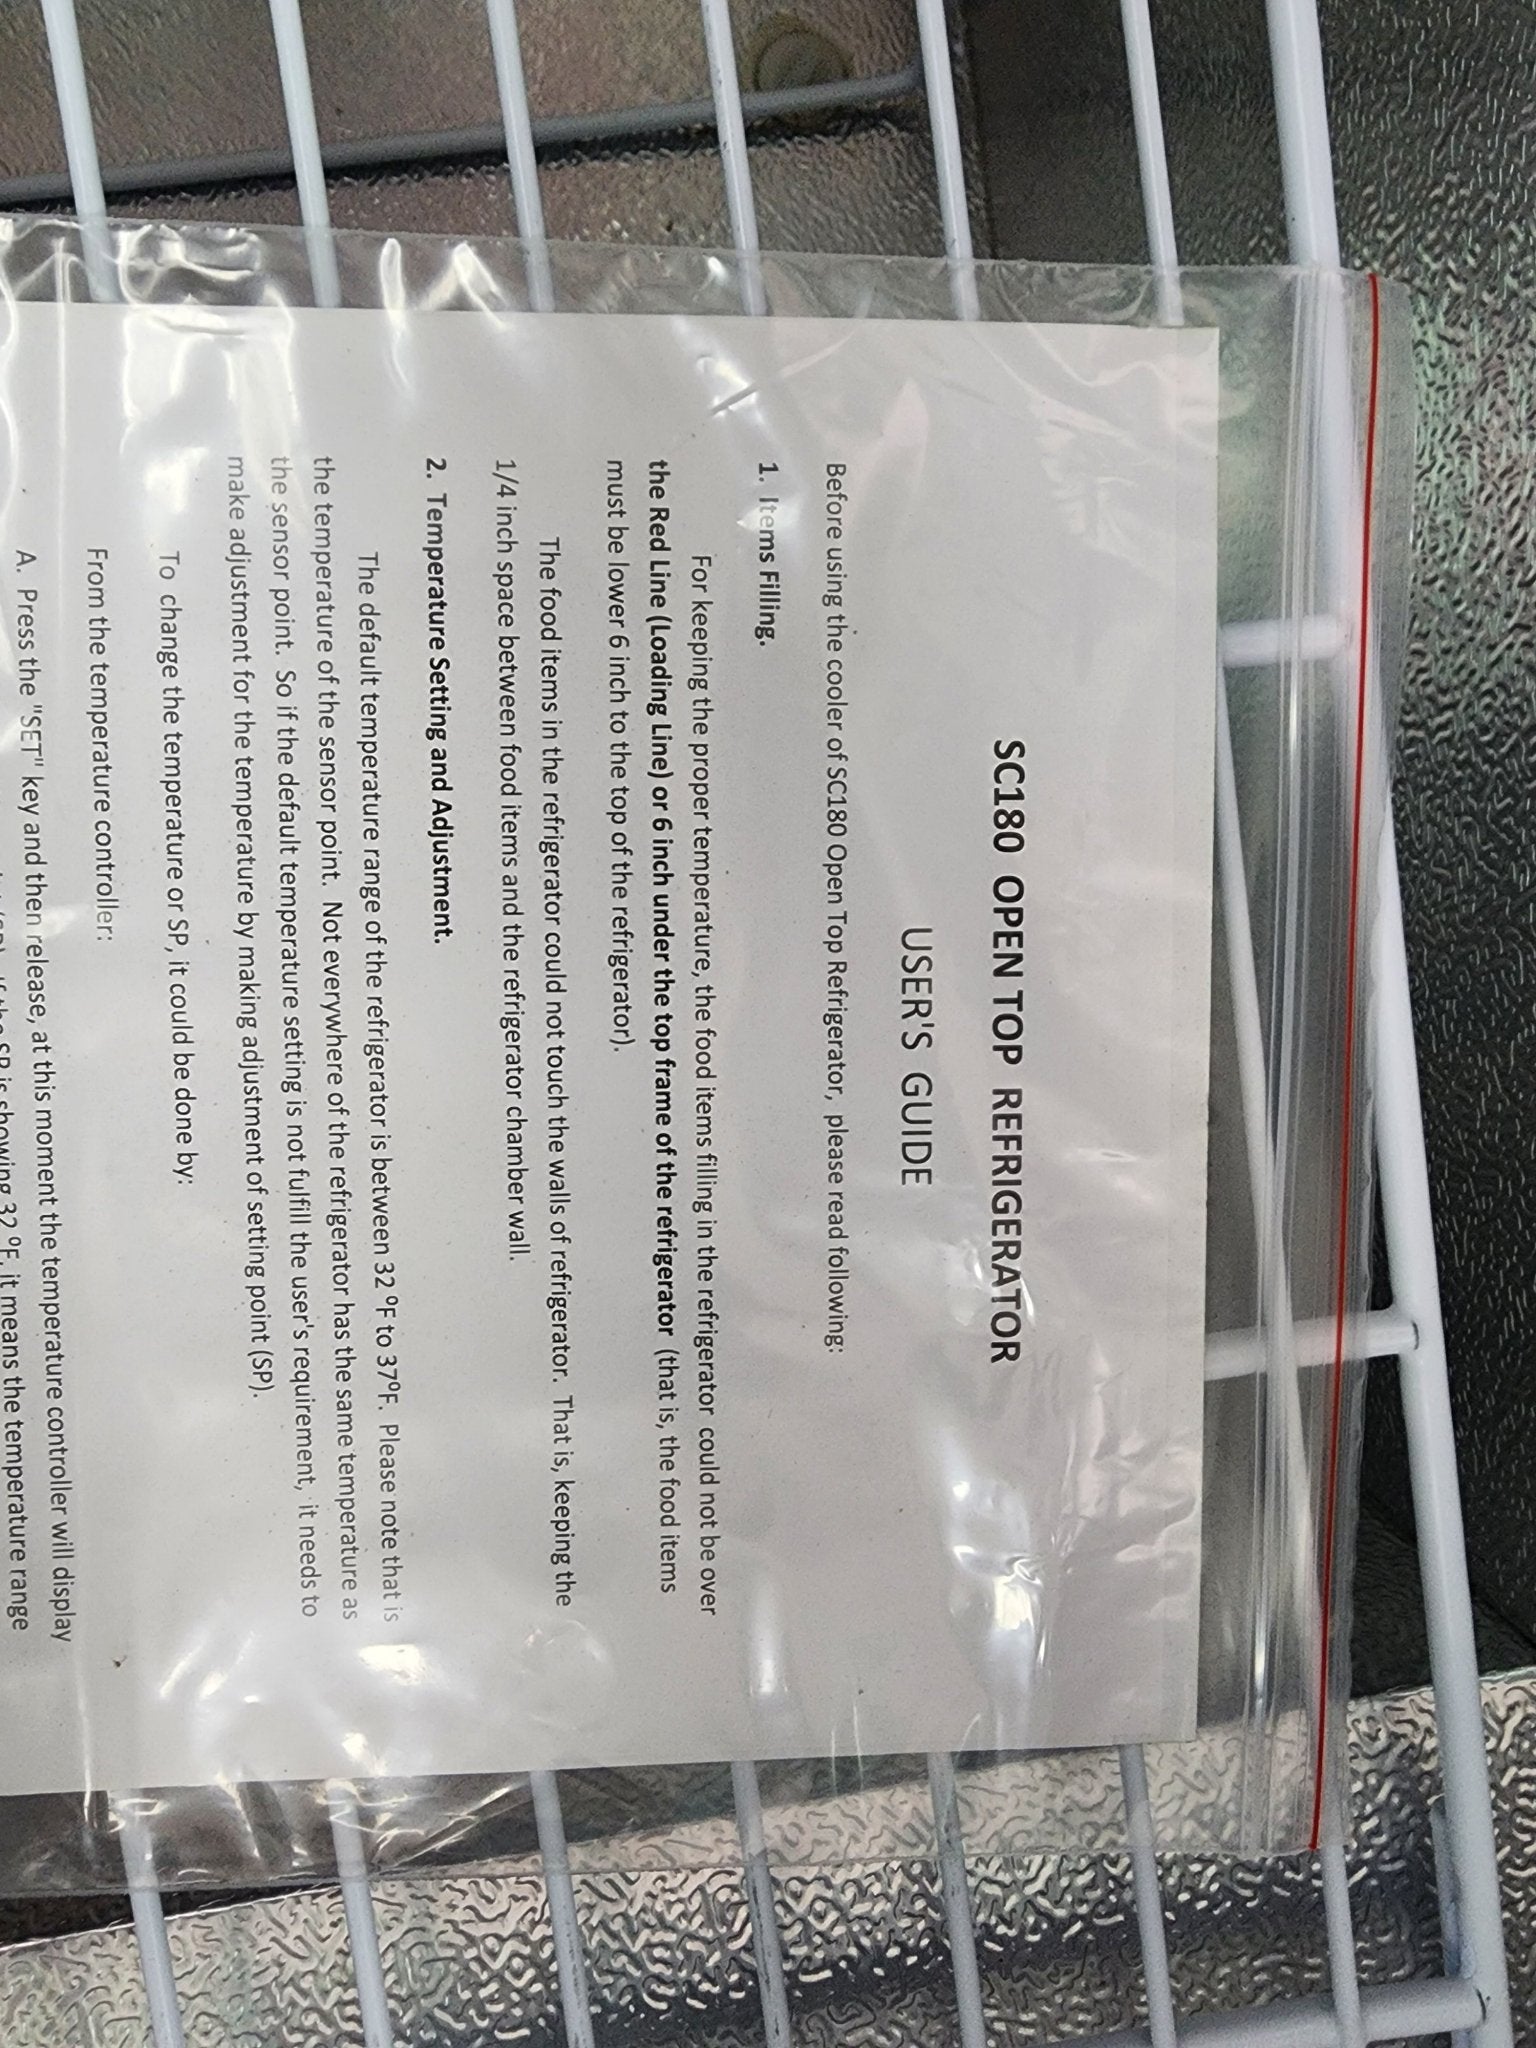 SC180 OPEN TOP REFRIGERATOR
USER'S GUIDE
Before using the cooler of SC180 Open Top Refrigerator, please read following:
1. Items Filling.
For keeping the proper temperature, the food items filling in the refrigerator could not be over
the Red Line (Loading Line) or 6 inch under the top frame of the refrigerator (that is, the food items
must be lower 6 inch to the top of the refrigerator).
The food items in the refrigerator could not touch the walls of refrigerator. That is, keeping the
1/4 inch space between food items and the refrigerator chamber wall.
2. Temperature Setting and Adjustment.
The default temperature range of the refrigerator is between 32 °F to 37°F. Please note that is
the temperature of the sensor point. Not everywhere of the refrigerator has the same temperature as
the sensor point. So if the default temperature setting is not fulfill the user's requirement, it needs to
make adjustment for the temperature by making adjustment of setting point (SP).
To change the temperature or SP, it could be done by:
From the temperature controller:
A. Press the "SET" key and then release, at this moment the temperature controller will display
SP is showing 32 °F, it means the temperature range